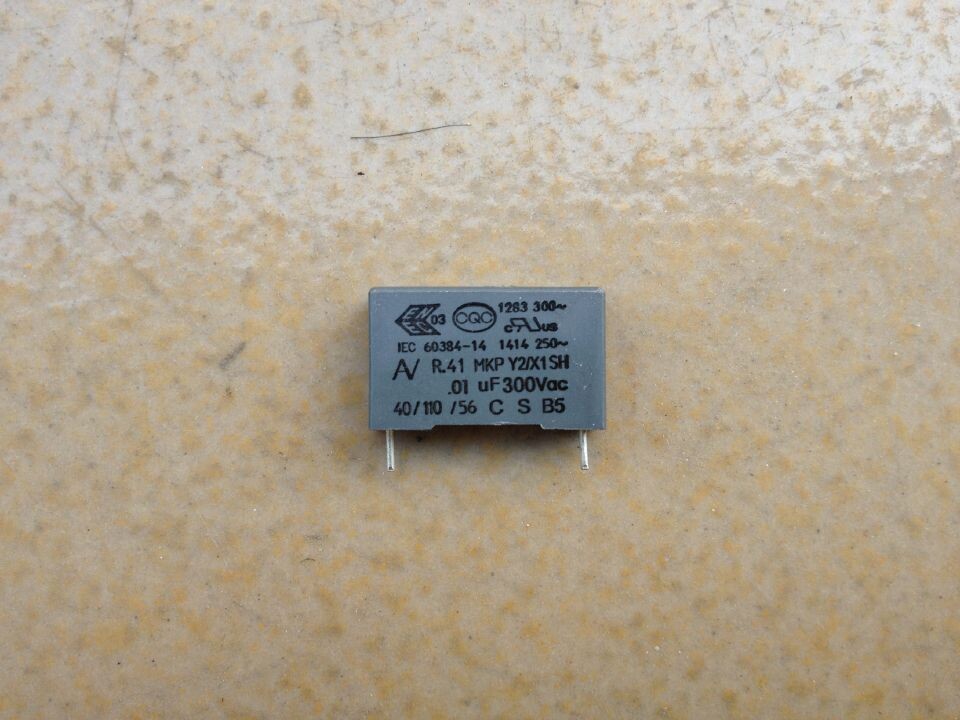 03 CQC 1283 300~
c UR us
IEC 60384-14 1414 250~
R.41 MKP Y2/X1 SH
.01 uF 300Vac
40/110 /56 C S B5